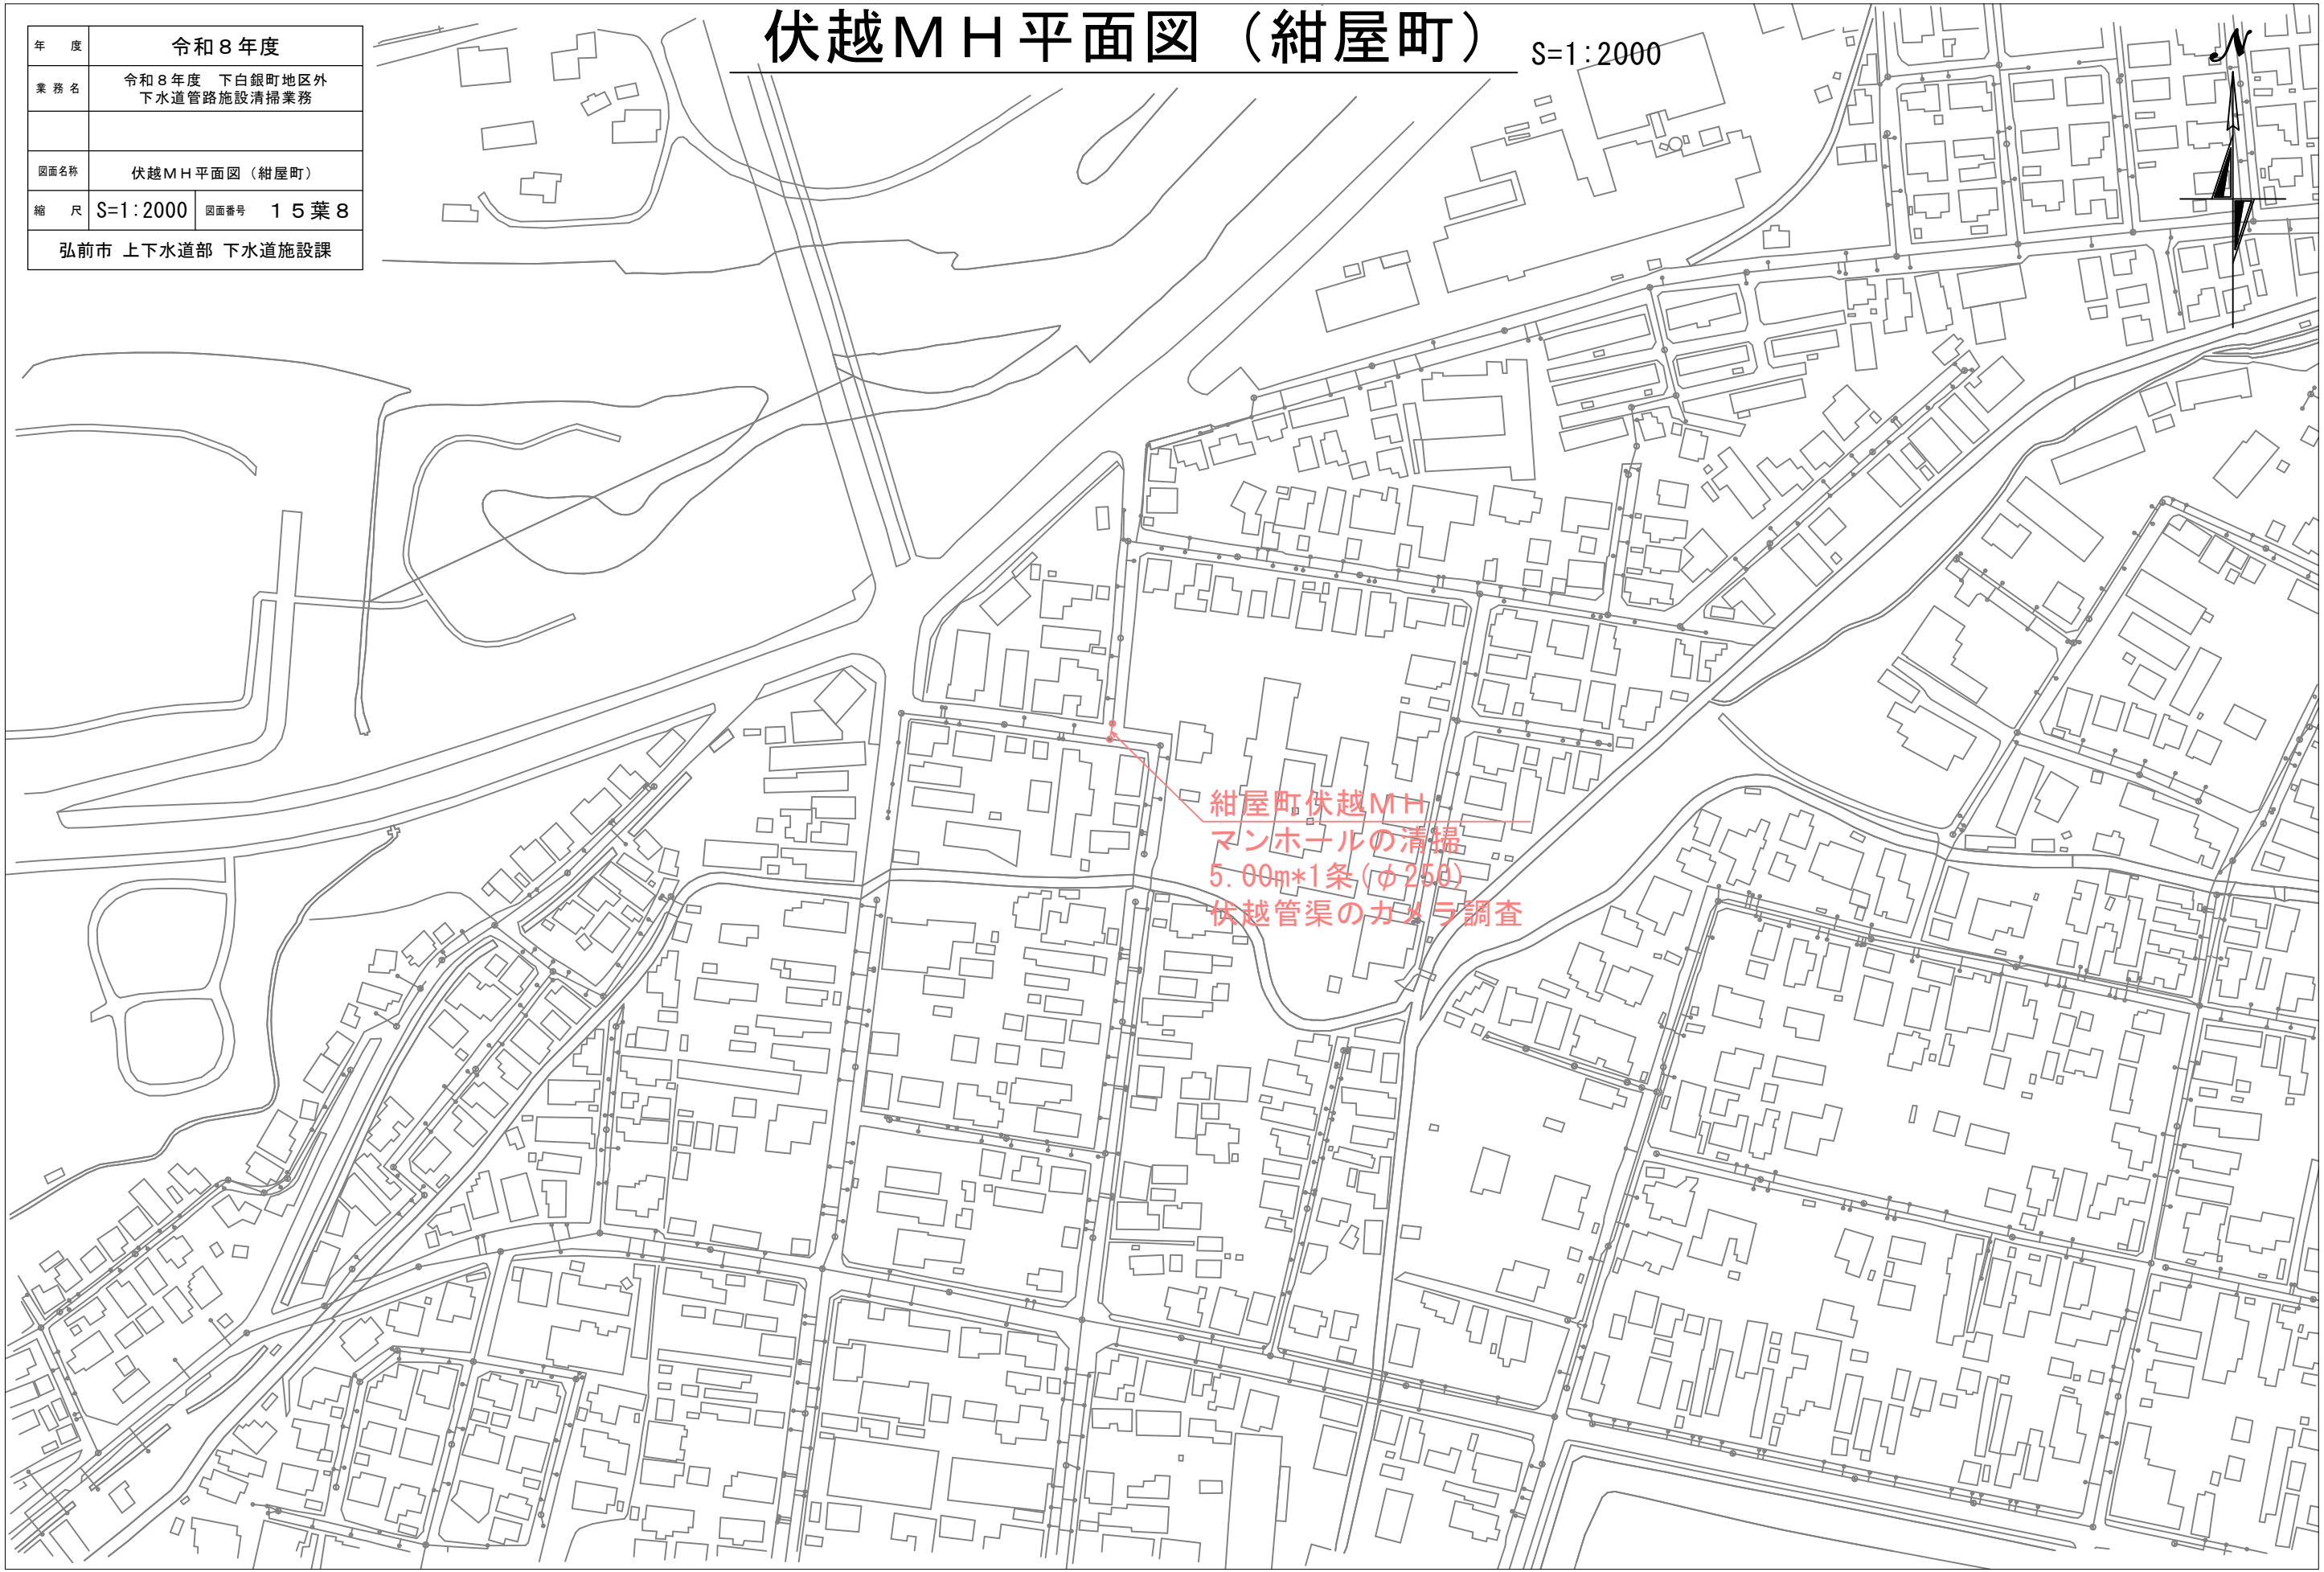 伏越MH平面図（紺屋町） S=1:2000
年　度 令和８年度
業務名 令和８年度　下白銀町地区外
下水道管路施設清掃業務
図面名称 伏越MH平面図（紺屋町）
縮　尺 S=1:2000 図面番号 １５葉８
弘前市 上下水道部 下水道施設課
N
紺屋町伏越MH
マンホールの清掃
5.00m*1条(φ250)
伏越管渠のカメラ調査